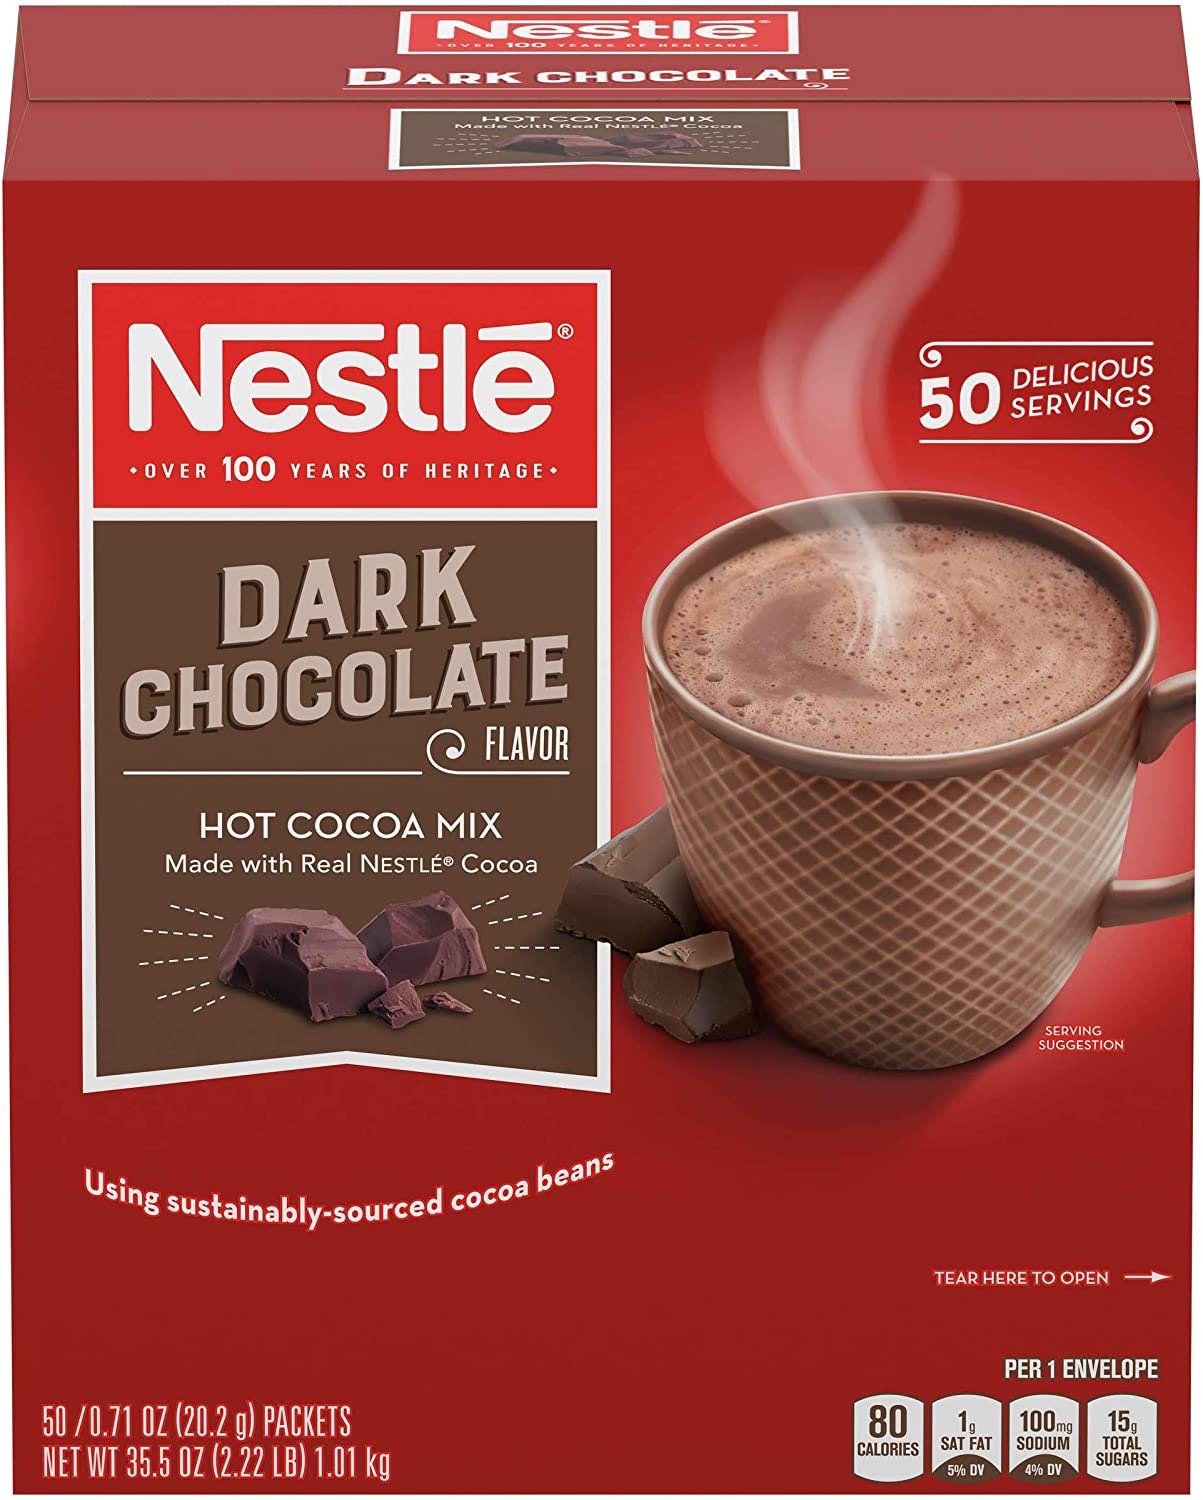 Nestlé
• OVER 100 YEARS OF HERITAGE •
DARK CHOCOLATE
HOT COCOA MIX
Made with Real NESTLÉ® Cocoa
Nestlé®
• OVER 100 YEARS OF HERITAGE •
50 DELICIOUS
SERVINGS
DARK
CHOCOLATE
FLAVOR
HOT COCOA MIX
Made with Real NESTLÉ® Cocoa
SERVING
SUGGESTION
Using sustainably-sourced cocoa beans
TEAR HERE TO OPEN
50 / 0.71 OZ (20.2 g) PACKETS
NET WT 35.5 OZ (2.22 LB) 1.01 kg
PER 1 ENVELOPE
80
CALORIES
1g
SAT FAT
5% DV
100mg
SODIUM
4% DV
15g
TOTAL
SUGARS